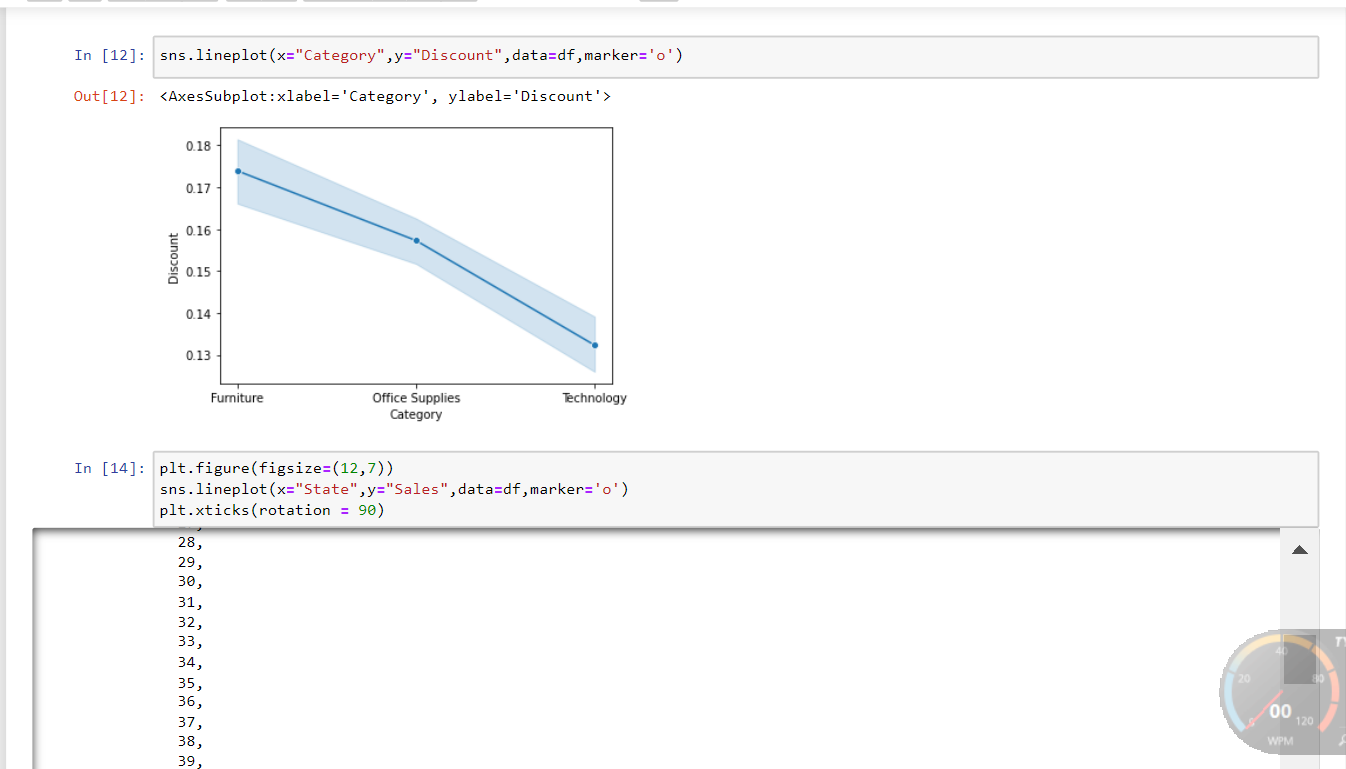 In [12]: sns.lineplot(x="Category",y="Discount",data=df,marker='o')
Out[12]: <AxesSubplot:xlabel='Category', ylabel='Discount'>
0.18
0.17
0.16
0.15
0.14
0.13
Discount
Furniture Office Supplies Technology
Category
In [14]: plt.figure(figsize=(12,7))
sns.lineplot(x="State",y="Sales",data=df,marker='o')
plt.xticks(rotation = 90)
28,
29,
30,
31,
32,
33,
34,
35,
36,
37,
38,
39,
40
20
80
00
0
120
WPM